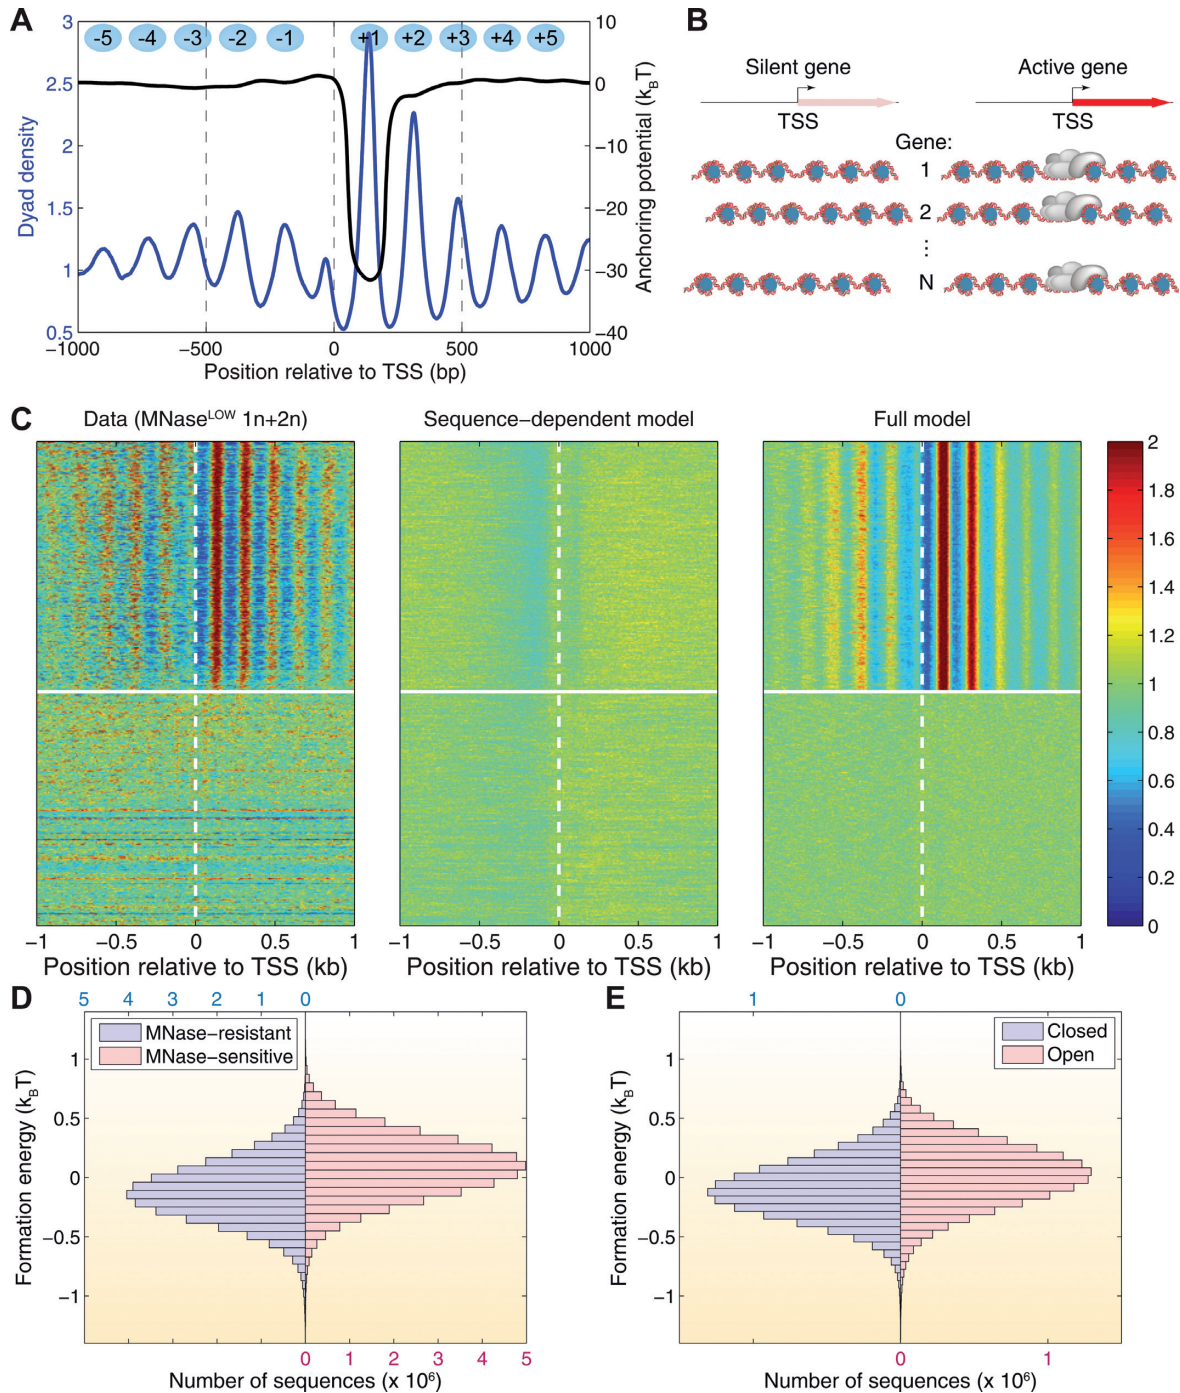 A
-5 -4 -3 -2 -1 +1 +2 +3 +4 +5
3
2.5
2
1.5
1
0.5
Dyad density
10
0
−10
−20
−30
−40
Anchoring potential (kBT)
−1000 −500 0 500 1000
Position relative to TSS (bp)
B
Silent gene Active gene
TSS TSS
Gene:
1
2
⋮
N
C
Data (MNaseLOW 1n+2n) Sequence−dependent model Full model
2
1.8
1.6
1.4
1.2
1
0.8
0.6
0.4
0.2
0
−1 −0.5 0 0.5 1 −1 −0.5 0 0.5 1 −1 −0.5 0 0.5 1
Position relative to TSS (kb) Position relative to TSS (kb) Position relative to TSS (kb)
D
5 4 3 2 1 0
MNase−resistant
MNase−sensitive
1
0.5
0
−0.5
−1
Formation energy (kBT)
0 1 2 3 4 5
Number of sequences (x 10⁶)
E
1 0
Closed
Open
1
0.5
0
−0.5
−1
Formation energy (kBT)
0 1
Number of sequences (x 10⁶)